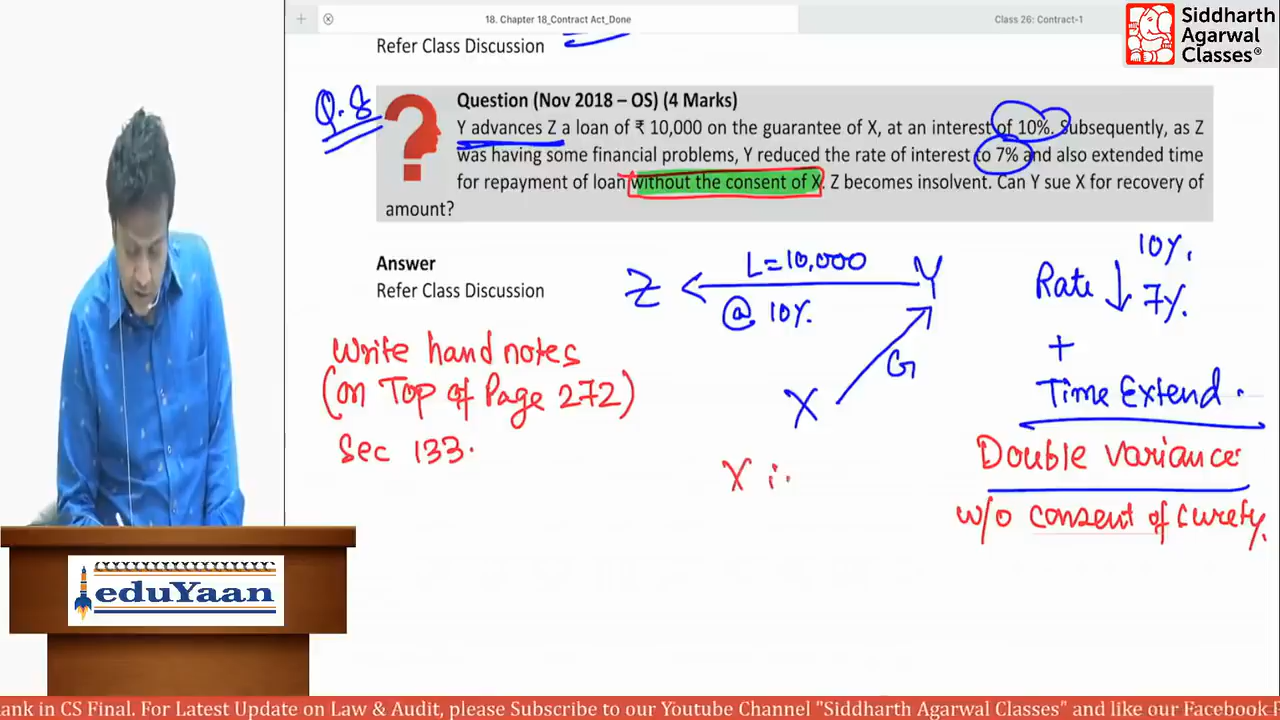 18. Chapter 18_Contract Act_Done
Class 26: Contract-1
Siddharth
Agarwal
Classes®
Refer Class Discussion
Q.8
Question (Nov 2018 – OS) (4 Marks)
Y advances Z a loan of ₹ 10,000 on the guarantee of X, at an interest of 10%. Subsequently, as Z
was having some financial problems, Y reduced the rate of interest to 7% and also extended time
for repayment of loan without the consent of X. Z becomes insolvent. Can Y sue X for recovery of
amount?
Answer
Refer Class Discussion
Z
L=10,000
Y
@ 10%.
G
X
Rate ↓ 10%.
7%.
+
Time Extend.
Double variance
w/o consent of surety.
Write hand notes
(on Top of Page 272)
Sec 133.
X i
eduYaan
ank in CS Final. For Latest Update on Law & Audit, please Subscribe to our Youtube Channel "Siddharth Agarwal Classes" and like our Facebook